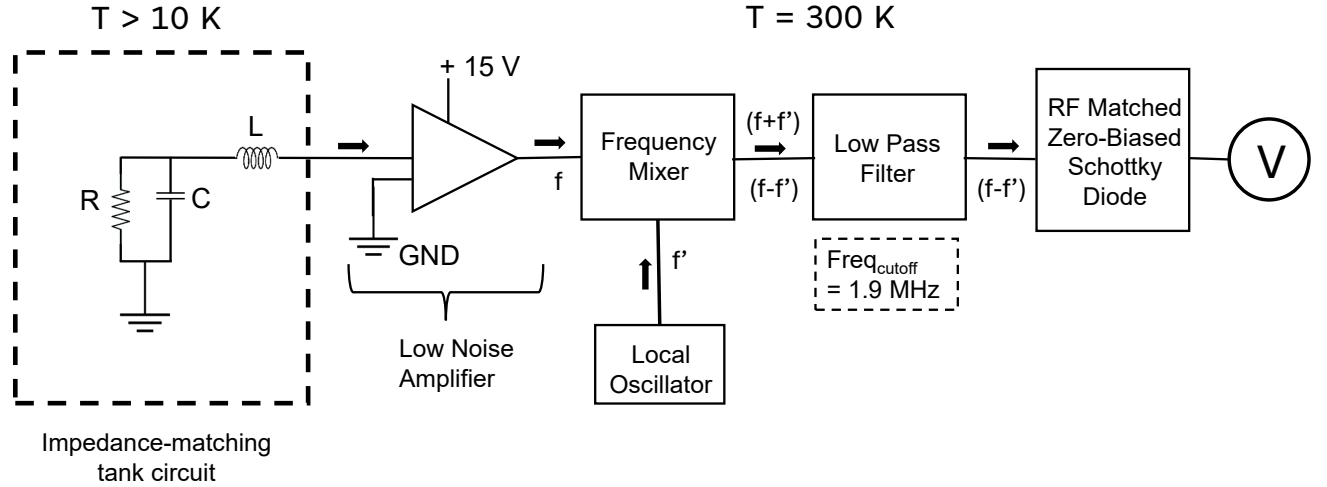 T > 10 K
T = 300 K
+ 15 V
L
R
C
GND
Low Noise
Amplifier
f
Frequency
Mixer
f’
Local
Oscillator
(f+f’)
(f-f’)
Low Pass
Filter
Freq_cutoff
= 1.9 MHz
(f-f’)
RF Matched
Zero-Biased
Schottky
Diode
V
Impedance-matching
tank circuit